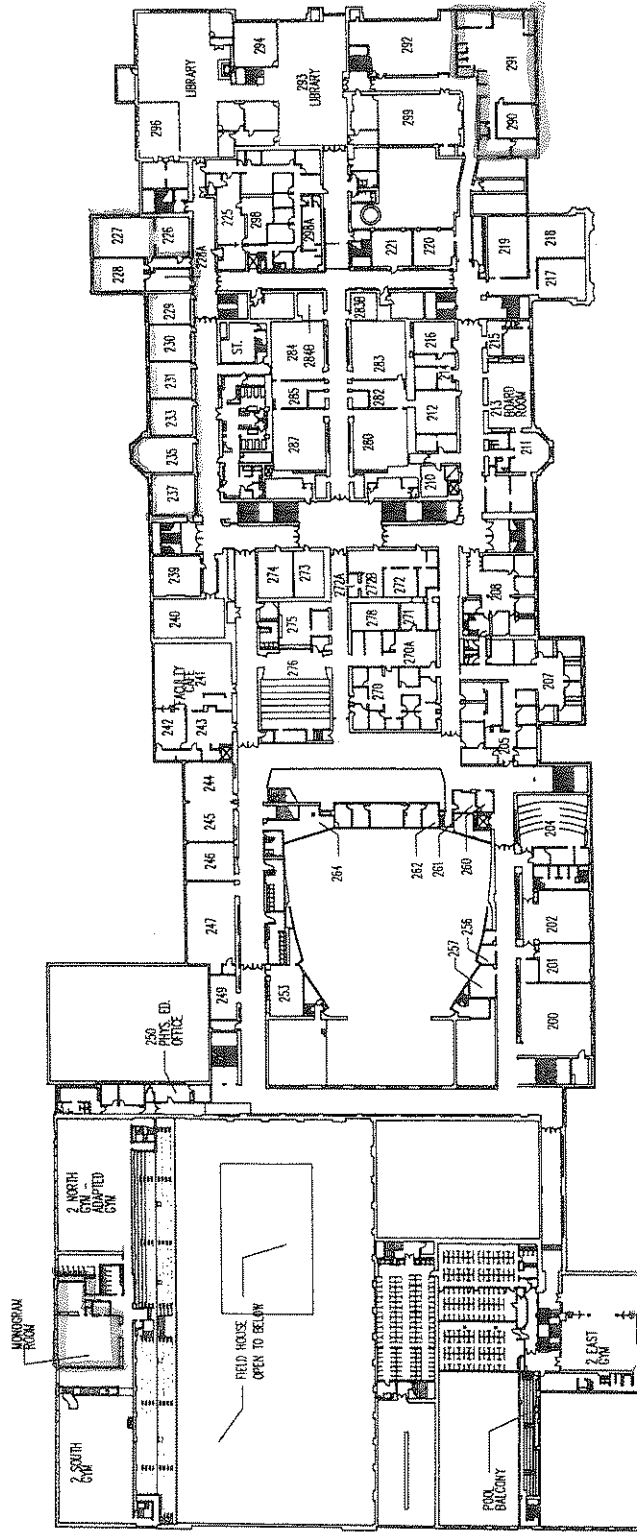 LIBRARY
296
294
293
LIBRARY
292
299
291
290
227
226
228
228A
225
298
298A
221
220
219
218
217
229
230
231
233
235
237
ST.
284
284B
285
287
283B
283
282
280
216
214
212
210
215
213
BOARD
ROOM
211
239
240
274
273
275
276
272A
272B
272
278
271
270A
270
208
207
205
FACULTY
CAFE
241
242
243
244
245
246
247
249
264
262
261
260
257
256
253
204
202
201
200
250
PHYS. ED.
OFFICE
2 NORTH
GYM -
ADAPTED
GYM
MONOGRAM
ROOM
2 SOUTH
GYM
FIELD HOUSE
OPEN TO BELOW
POOL
BALCONY
2 EAST
GYM